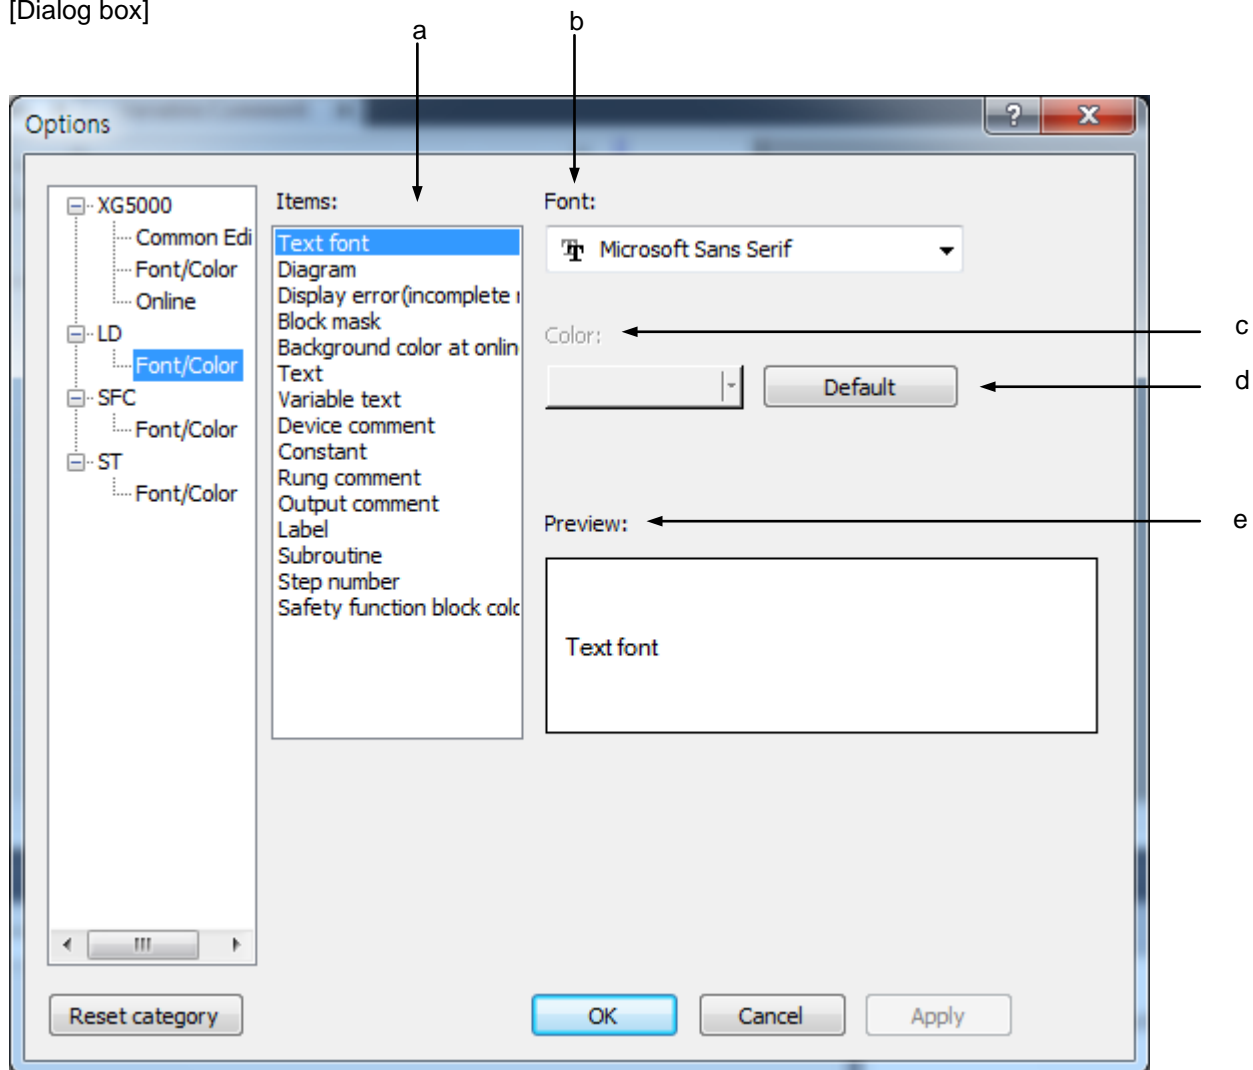 [Dialog box]
a
b
Options
XG5000
Common Edi
Font/Color
Online
LD
Font/Color
SFC
Font/Color
ST
Font/Color
Items:
Text font
Diagram
Display error(incomplete
Block mask
Background color at onlin
Text
Variable text
Device comment
Constant
Rung comment
Output comment
Label
Subroutine
Step number
Safety function block colo
Font:
Microsoft Sans Serif
Color:
c
Default
d
Preview:
e
Text font
Reset category
OK
Cancel
Apply